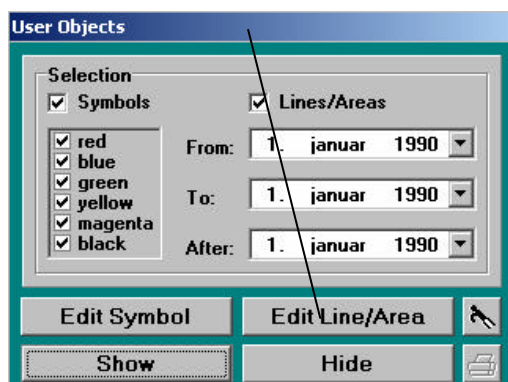 User Objects
Selection
Symbols
Lines/Areas
red
blue
green
yellow
magenta
black
From: 1. januar 1990
To: 1. januar 1990
After: 1. januar 1990
Edit Symbol
Edit Line/Area
Show
Hide